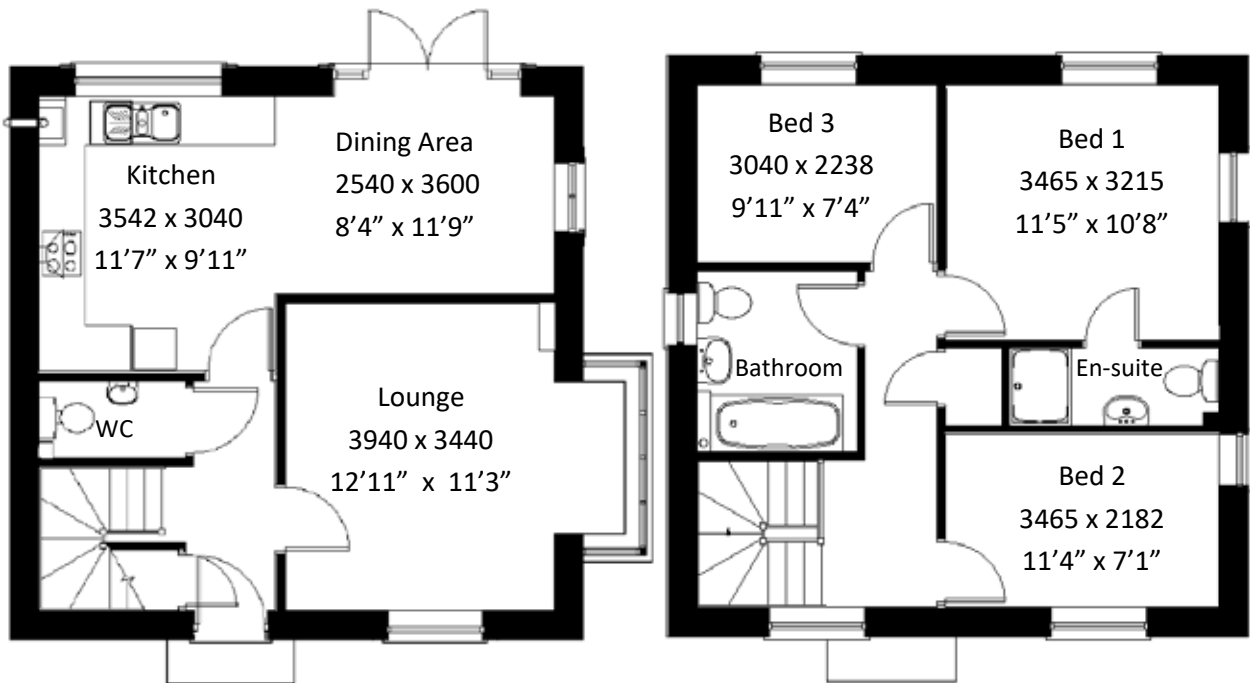 Kitchen
3542 x 3040
11’7” x 9’11”
Dining Area
2540 x 3600
8’4” x 11’9”
WC
Lounge
3940 x 3440
12’11” x 11’3”
Bed 3
3040 x 2238
9’11” x 7’4”
Bed 1
3465 x 3215
11’5” x 10’8”
Bathroom
En-suite
Bed 2
3465 x 2182
11’4” x 7’1”